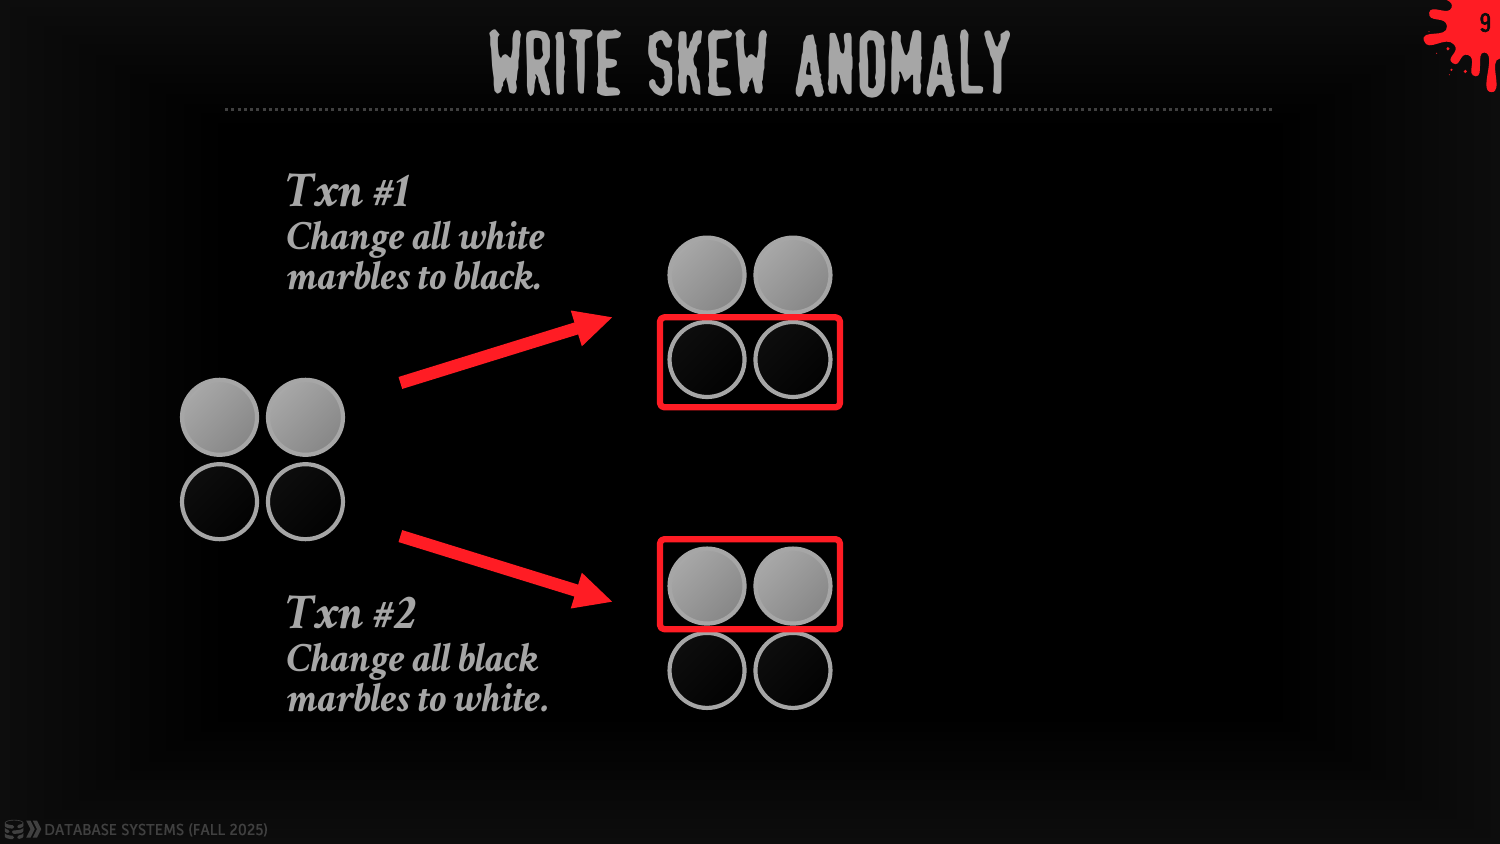 WRITE SKEW ANOMALY
9
Txn #1
Change all white
marbles to black.
Txn #2
Change all black
marbles to white.
DATABASE SYSTEMS (FALL 2025)